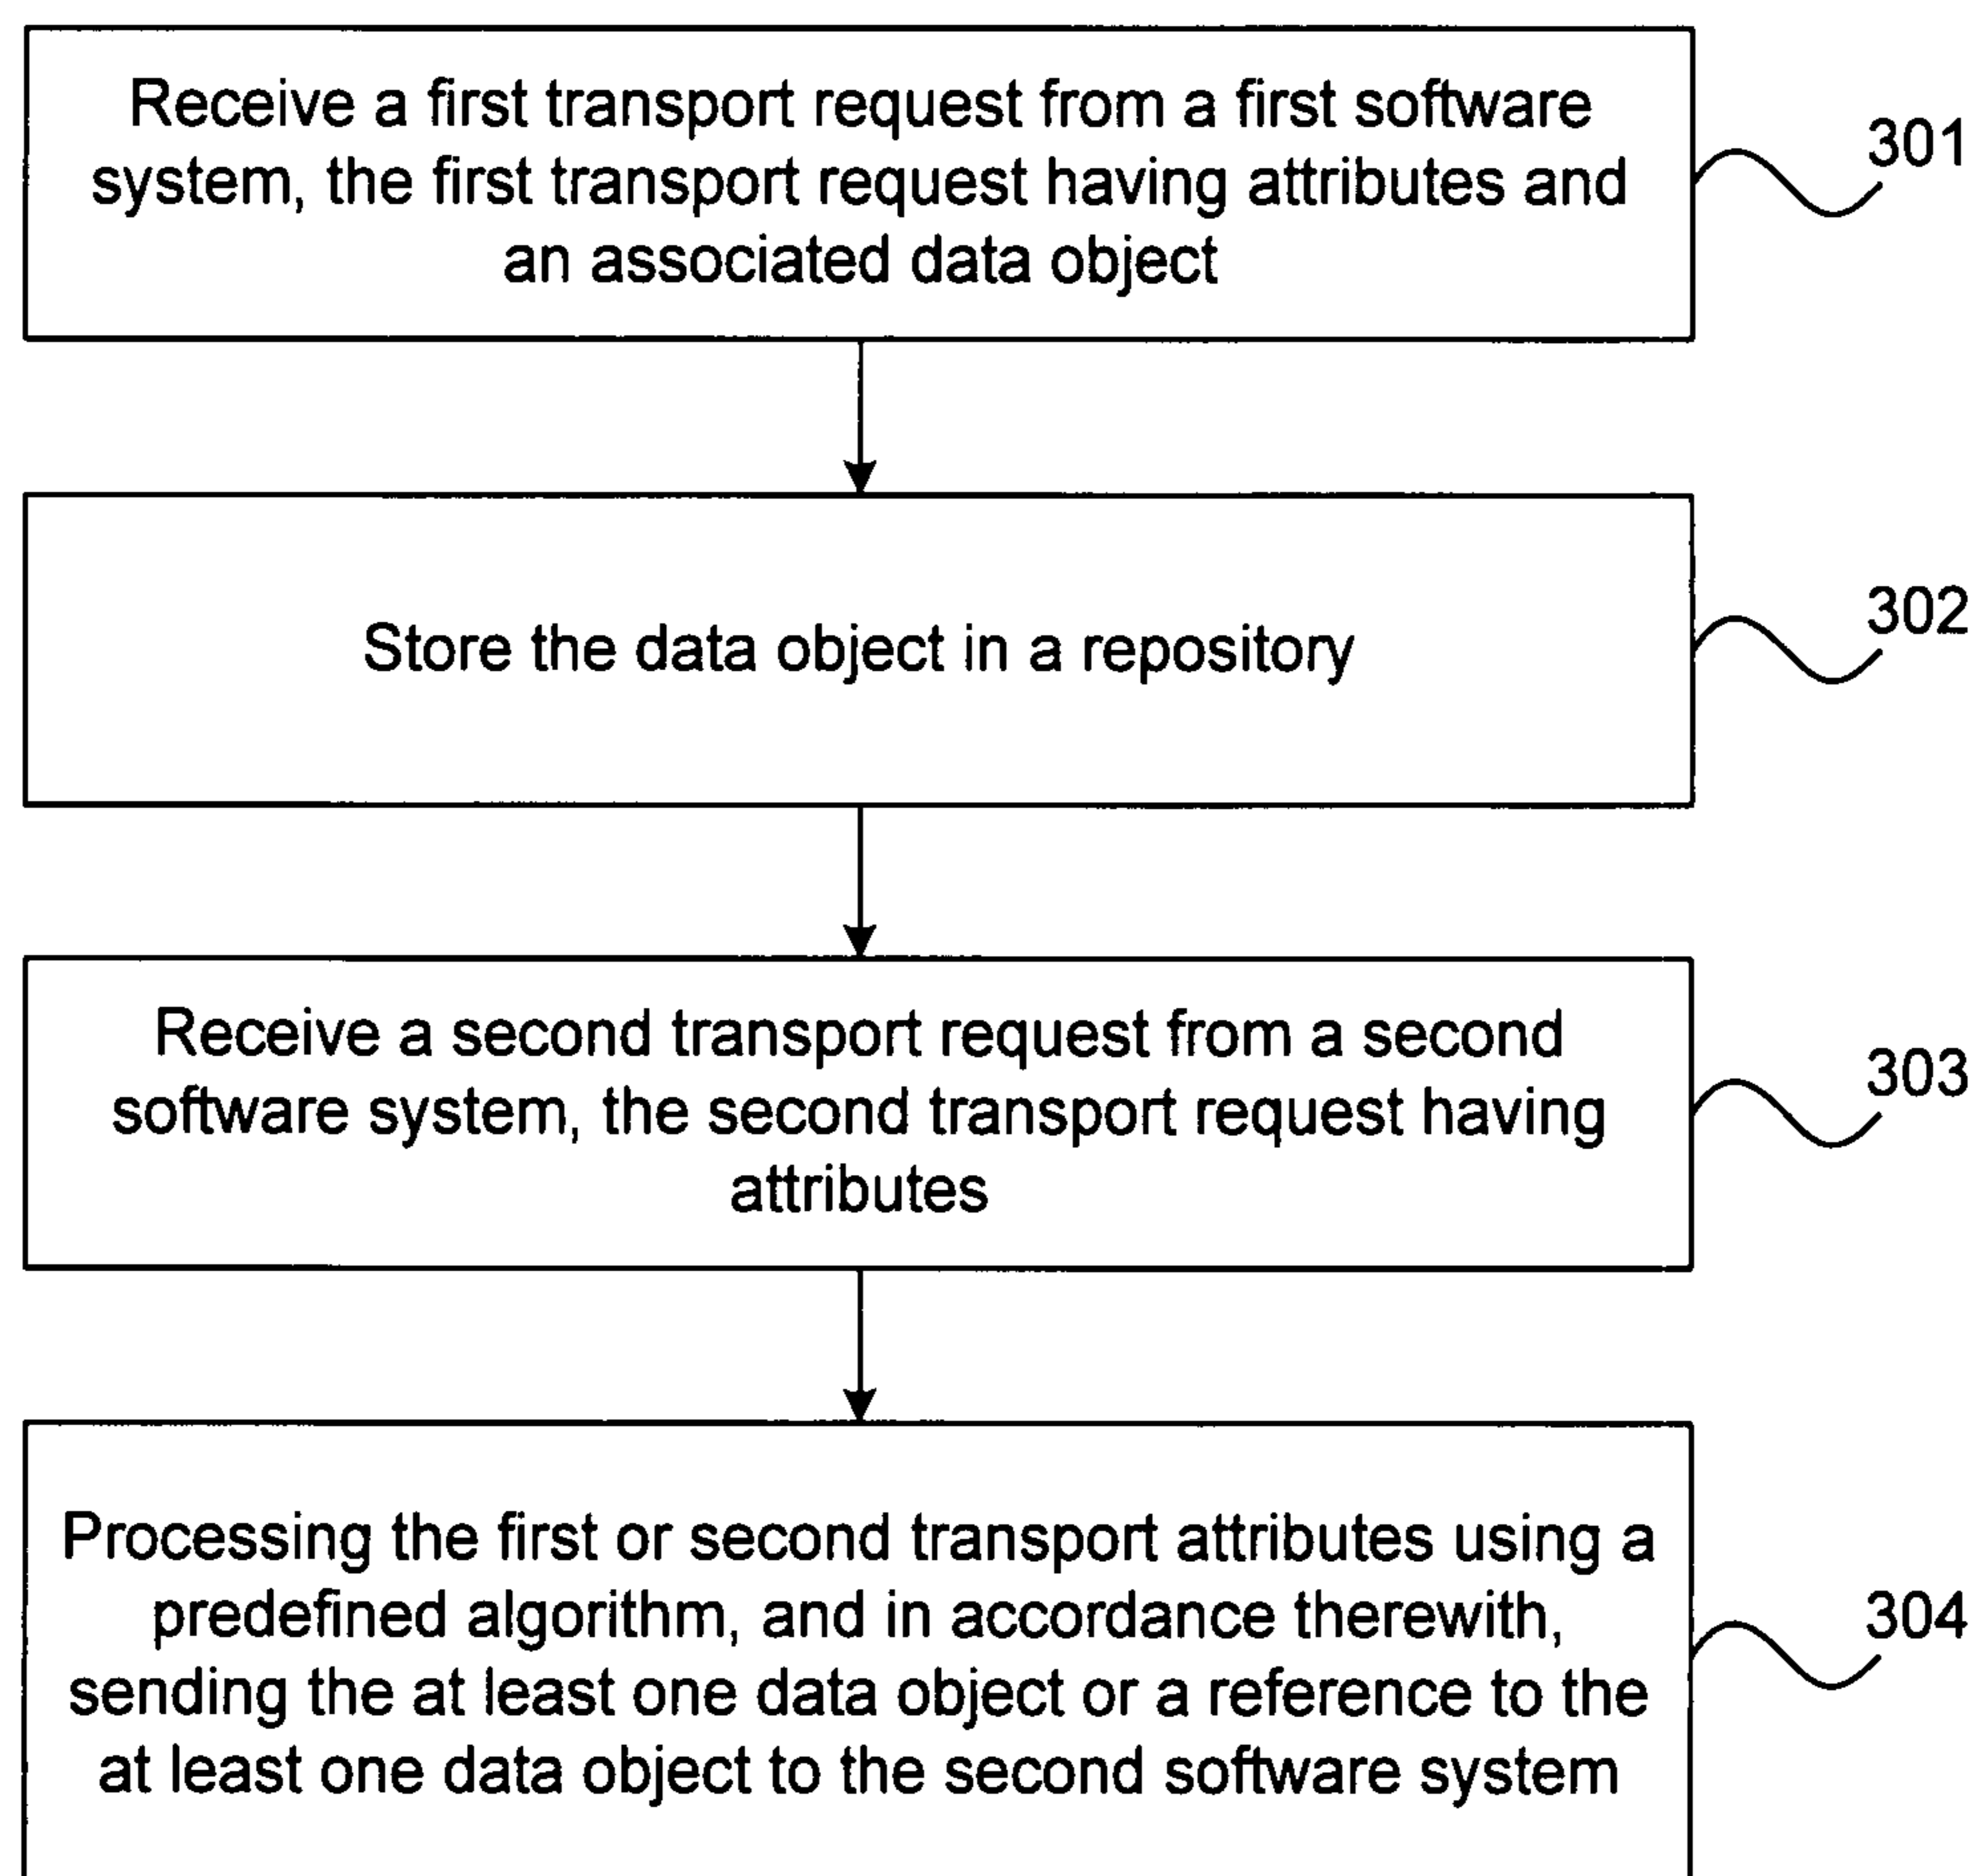 Receive a first transport request from a first software
system, the first transport request having attributes and
an associated data object
301
Store the data object in a repository
302
Receive a second transport request from a second
software system, the second transport request having
attributes
303
Processing the first or second transport attributes using a
predefined algorithm, and in accordance therewith,
sending the at least one data object or a reference to the
at least one data object to the second software system
304